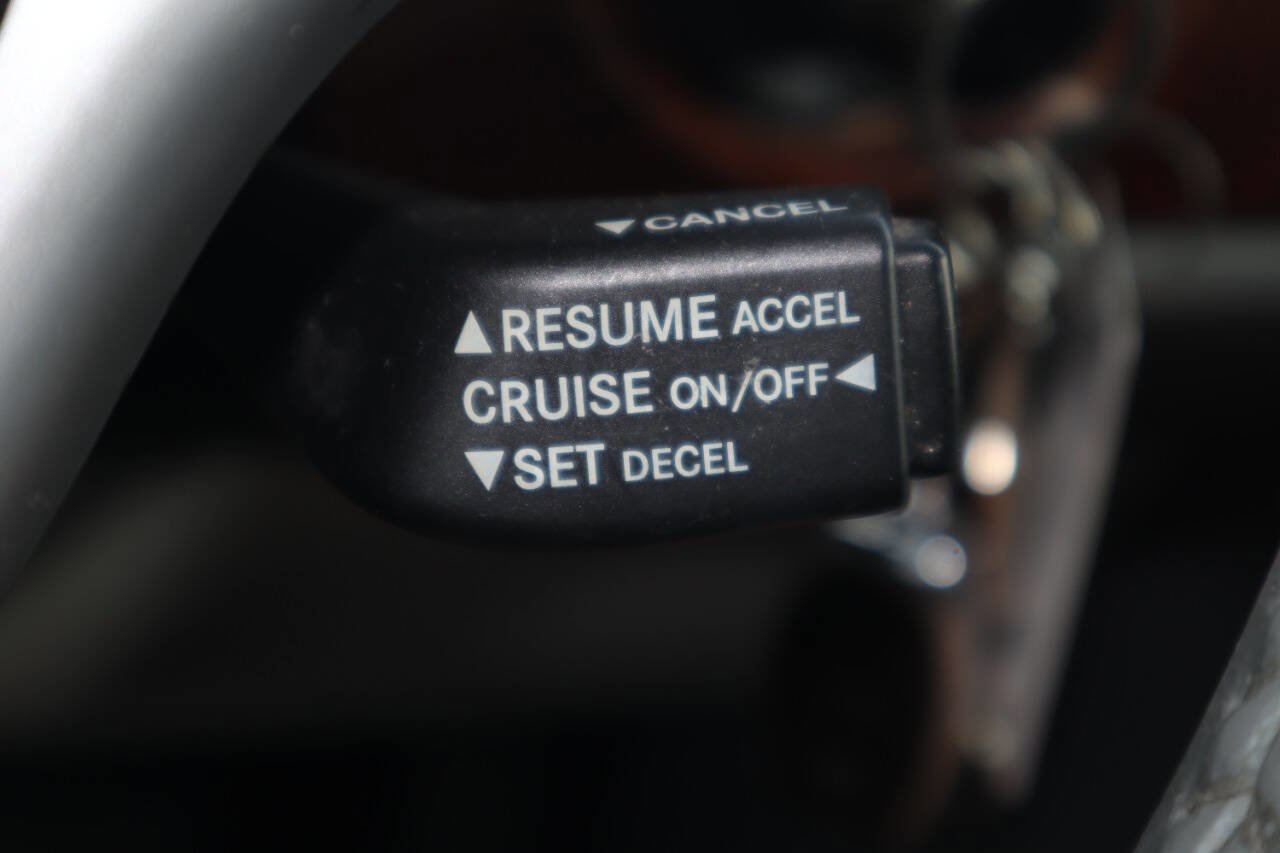 ▼CANCEL
▲RESUME ACCEL
CRUISE ON/OFF◀
▼SET DECEL